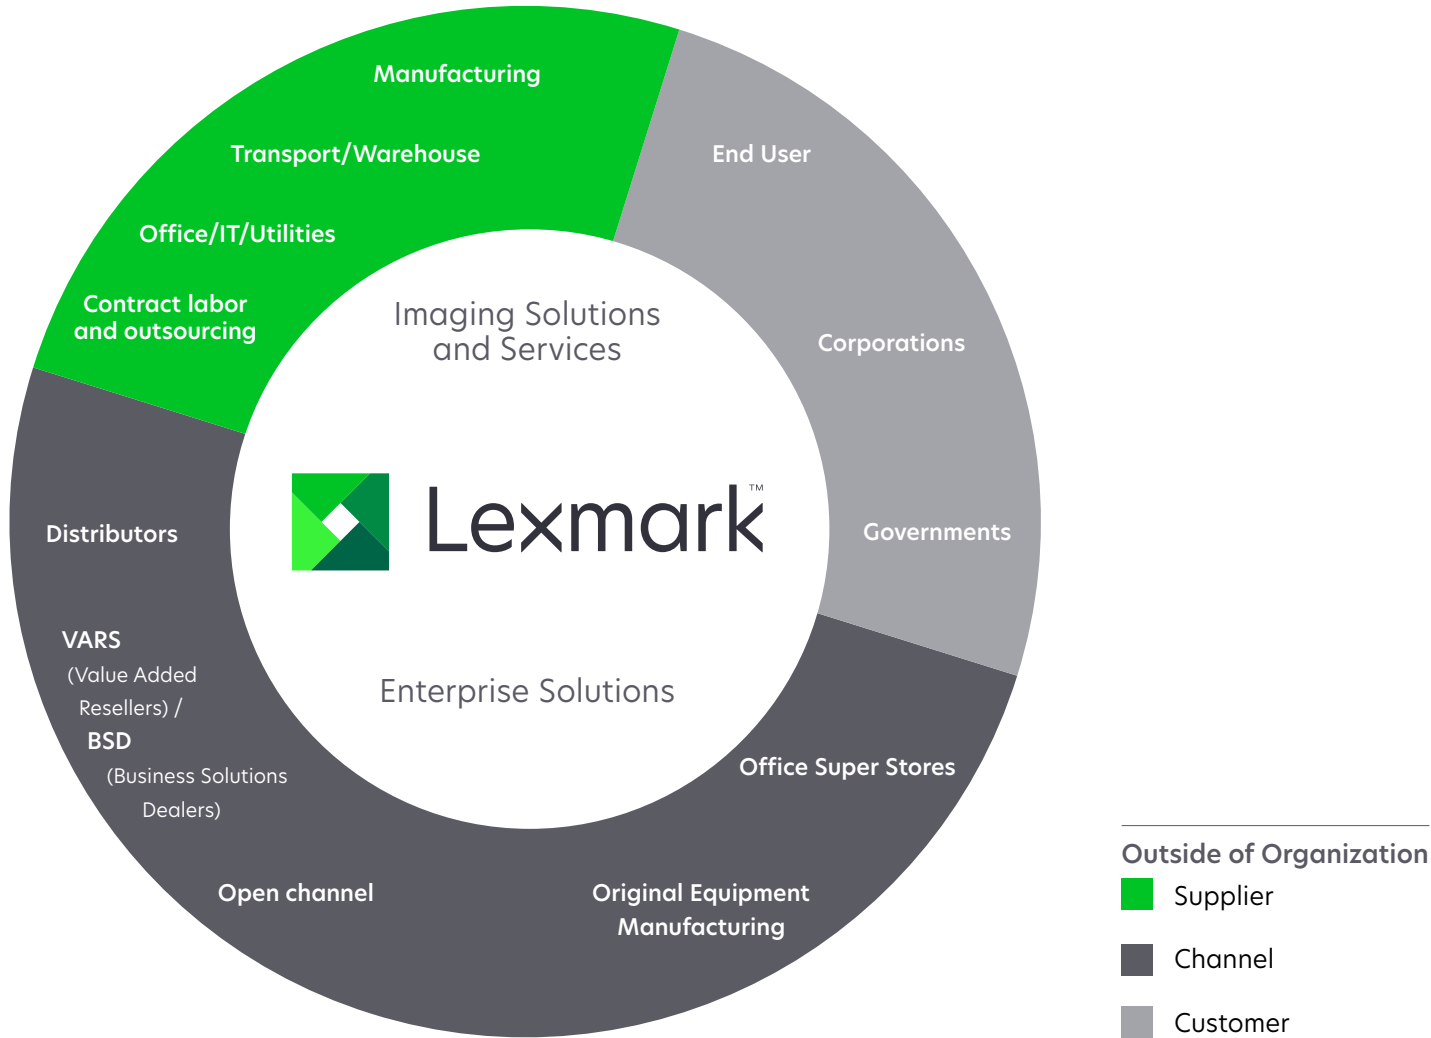 Manufacturing
Transport/Warehouse
Office/IT/Utilities
Contract labor
and outsourcing
End User
Corporations
Governments
Imaging Solutions
and Services
Lexmark™
Enterprise Solutions
Distributors
VARS
(Value Added
Resellers) /
BSD
(Business Solutions
Dealers)
Open channel
Original Equipment
Manufacturing
Office Super Stores
Outside of Organization
Supplier
Channel
Customer